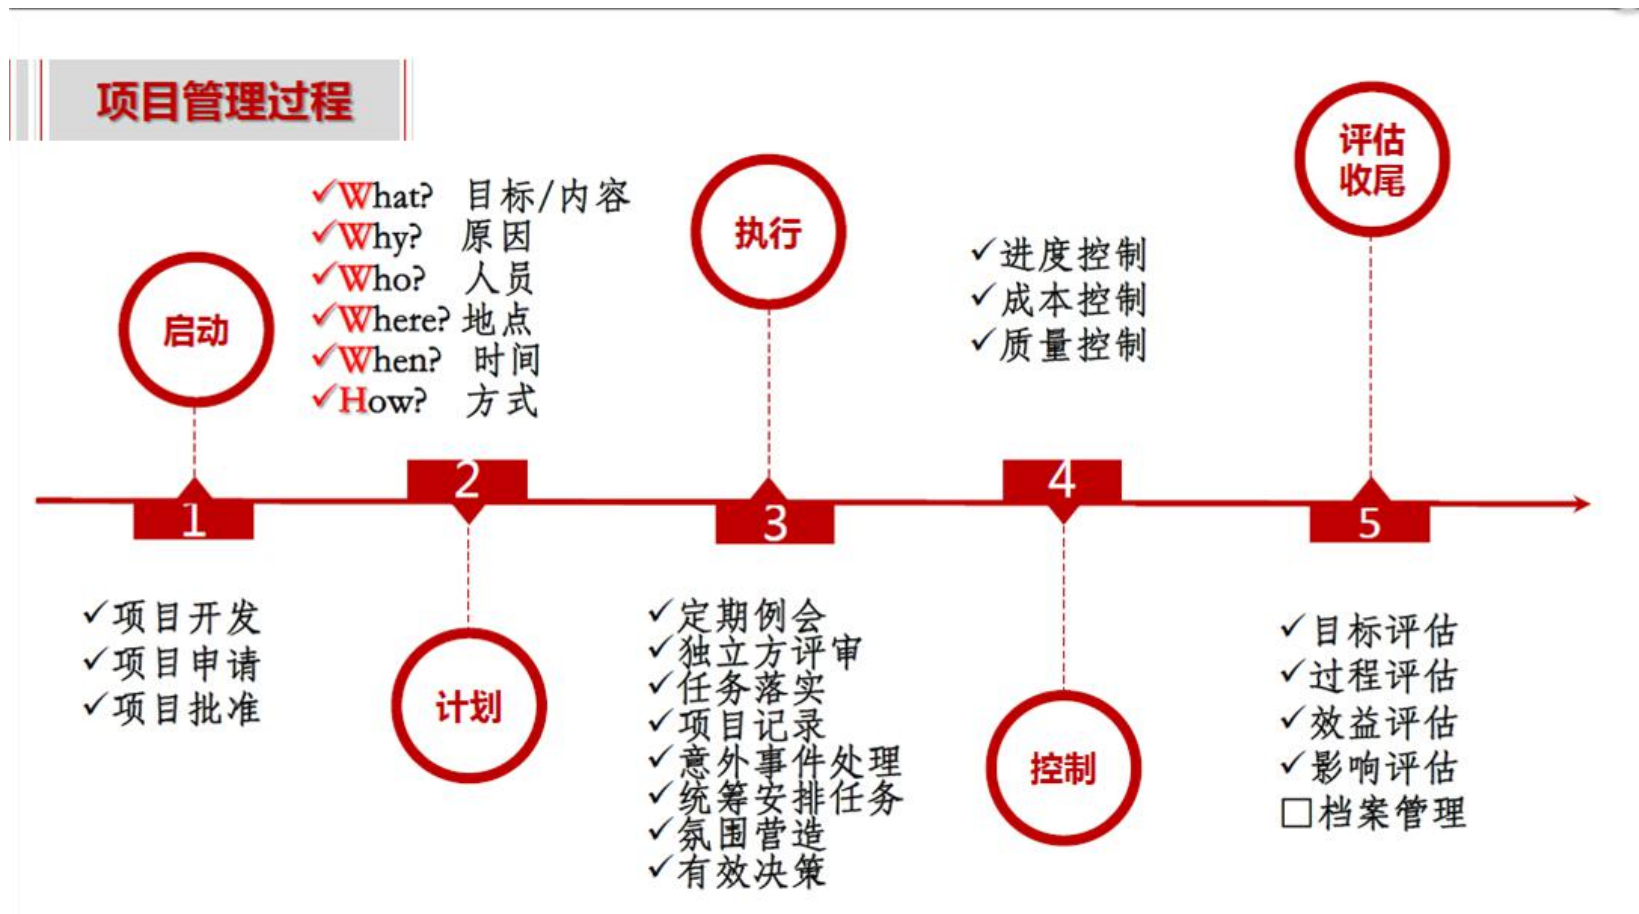 项目管理过程
启动
1
✓项目开发
✓项目申请
✓项目批准
✓What? 目标/内容
✓Why? 原因
✓Who? 人员
✓Where? 地点
✓When? 时间
✓How? 方式
2
计划
执行
3
✓定期例会
✓独立方评审
✓任务落实
✓项目记录
✓意外事件处理
✓统筹安排任务
✓氛围营造
✓有效决策
✓进度控制
✓成本控制
✓质量控制
4
控制
评估
收尾
5
✓目标评估
✓过程评估
✓效益评估
✓影响评估
□档案管理